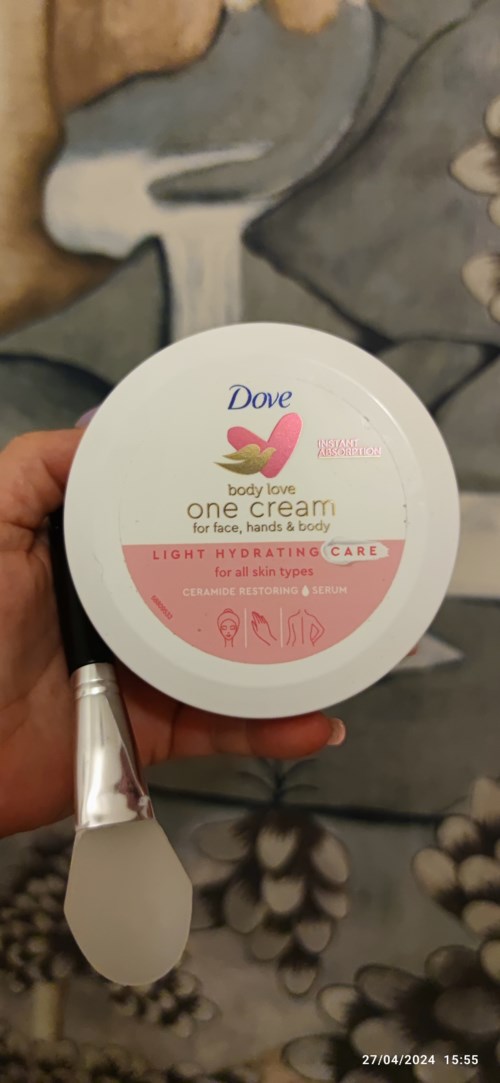 Dove
INSTANT
ABSORPTION
body love
one cream
for face, hands & body
LIGHT HYDRATING CARE
for all skin types
CERAMIDE RESTORING SERUM
27/04/2024 15:55